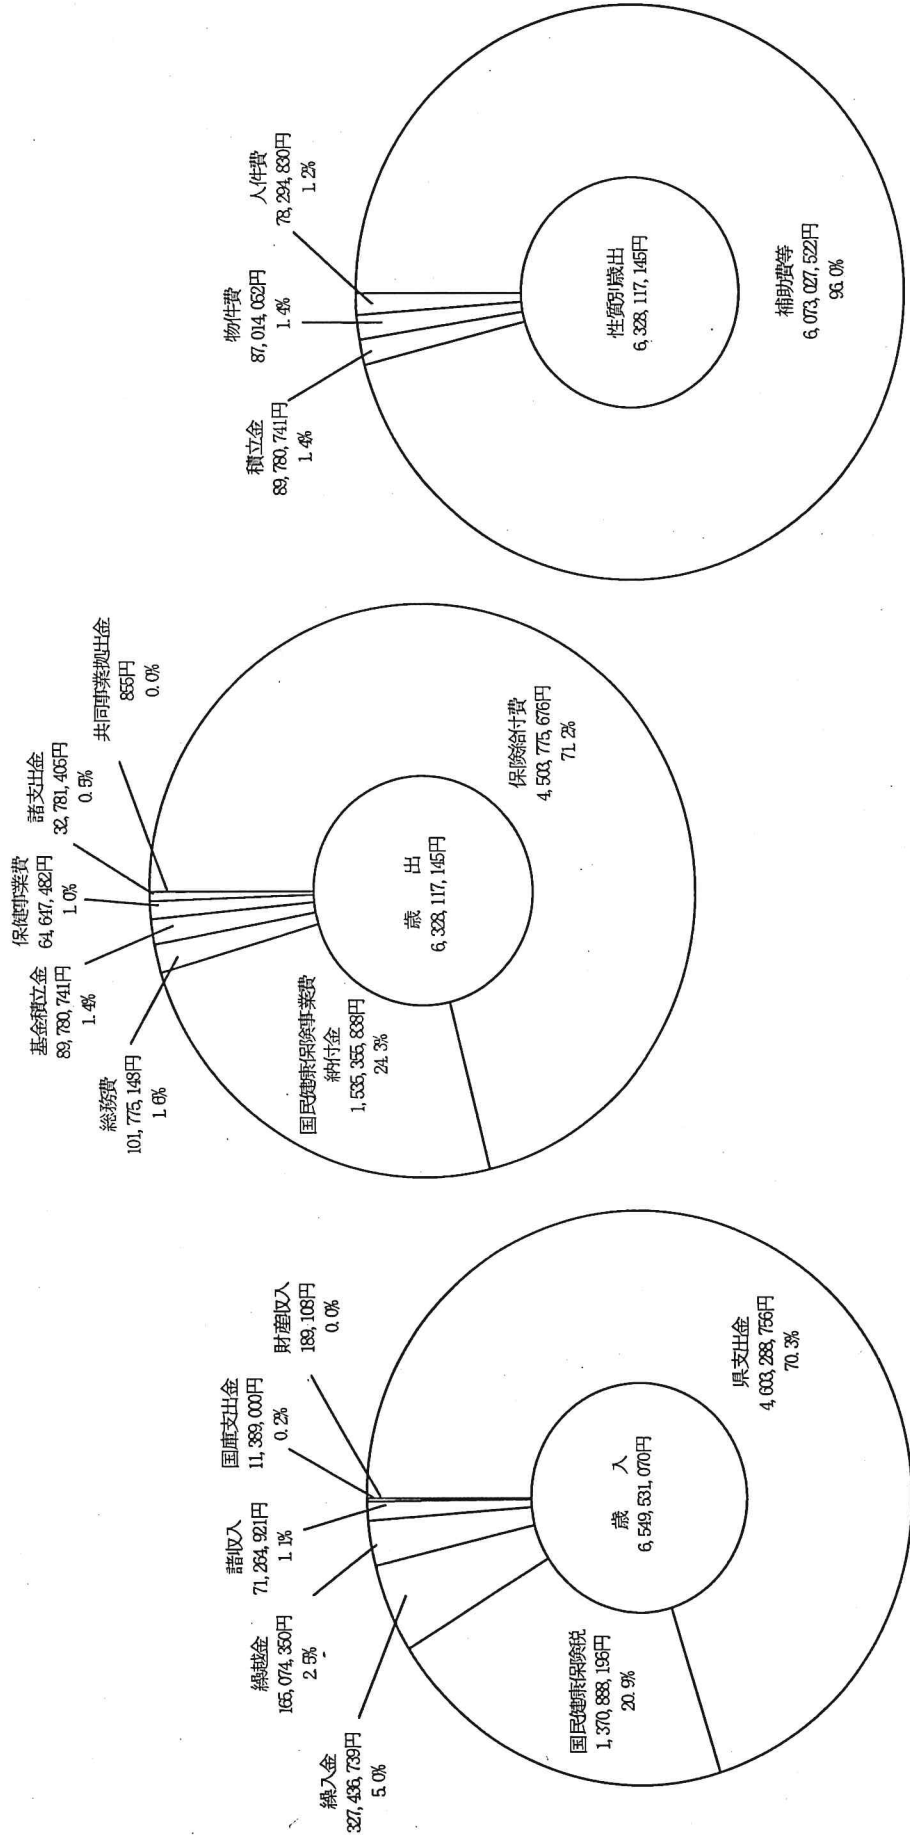 繰入金
327,436,739円
5.0%
繰越金
165,074,350円
2.5%
諸収入
71,264,921円
1.1%
国庫支出金
11,389,000円
0.2%
財産収入
189,108円
0.0%
歳 入
6,549,531,070円
国民健康保険税
1,370,888,196円
20.9%
県支出金
4,603,288,756円
70.3%
総務費
101,775,148円
1.6%
基金積立金
89,780,741円
1.4%
保健事業費
64,647,482円
1.0%
諸支出金
32,781,405円
0.5%
共同事業拠出金
855円
0.0%
国民健康保険事業費
納付金
1,535,355,838円
24.3%
歳 出
6,328,117,145円
保険給付費
4,503,775,676円
71.2%
積立金
89,780,741円
1.4%
物件費
87,014,052円
1.4%
人件費
78,294,830円
1.2%
性質別歳出
6,328,117,145円
補助費等
6,073,027,522円
96.0%